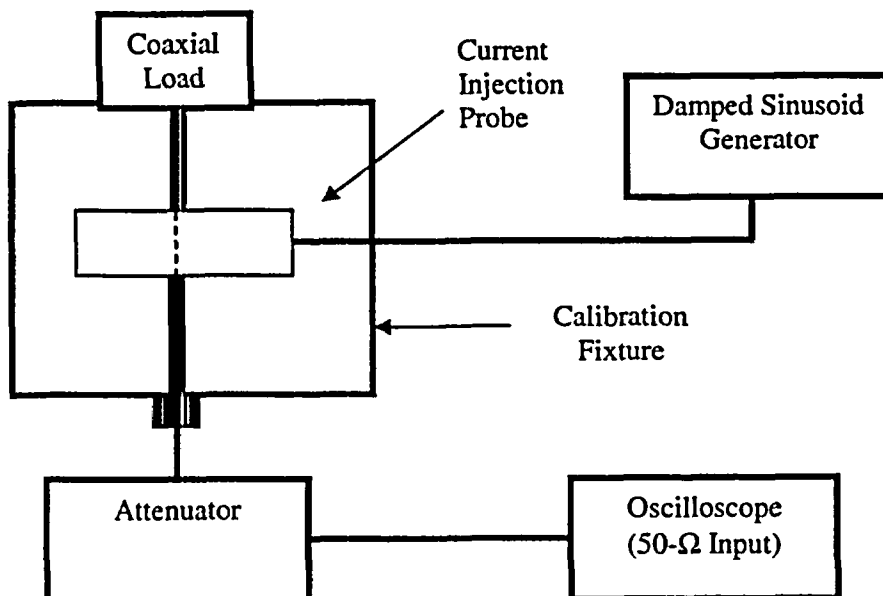 Coaxial
Load
Current
Injection
Probe
Damped Sinusoid
Generator
Calibration
Fixture
Attenuator
Oscilloscope
(50-Ω Input)